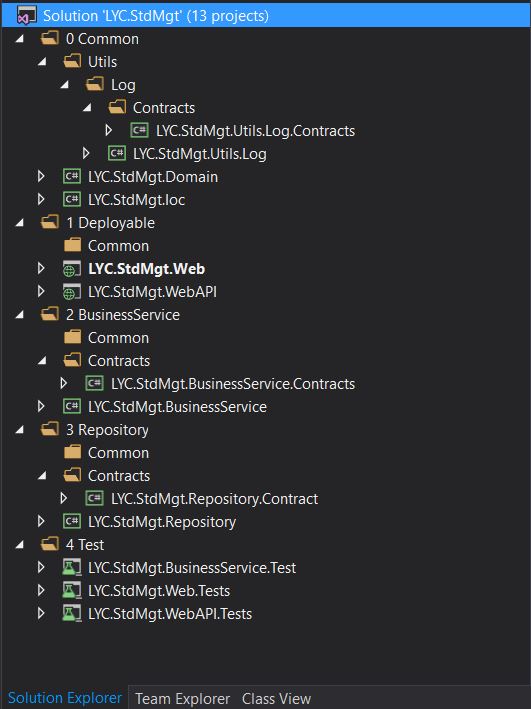 Solution 'LYC.StdMgt' (13 projects)
0 Common
Utils
Log
Contracts
C# LYC.StdMgt.Utils.Log.Contracts
C# LYC.StdMgt.Utils.Log
C# LYC.StdMgt.Domain
C# LYC.StdMgt.Ioc
1 Deployable
Common
LYC.StdMgt.Web
LYC.StdMgt.WebAPI
2 BusinessService
Common
Contracts
C# LYC.StdMgt.BusinessService.Contracts
C# LYC.StdMgt.BusinessService
3 Repository
Common
Contracts
C# LYC.StdMgt.Repository.Contract
C# LYC.StdMgt.Repository
4 Test
LYC.StdMgt.BusinessService.Test
LYC.StdMgt.Web.Tests
LYC.StdMgt.WebAPI.Tests
Solution Explorer Team Explorer Class View